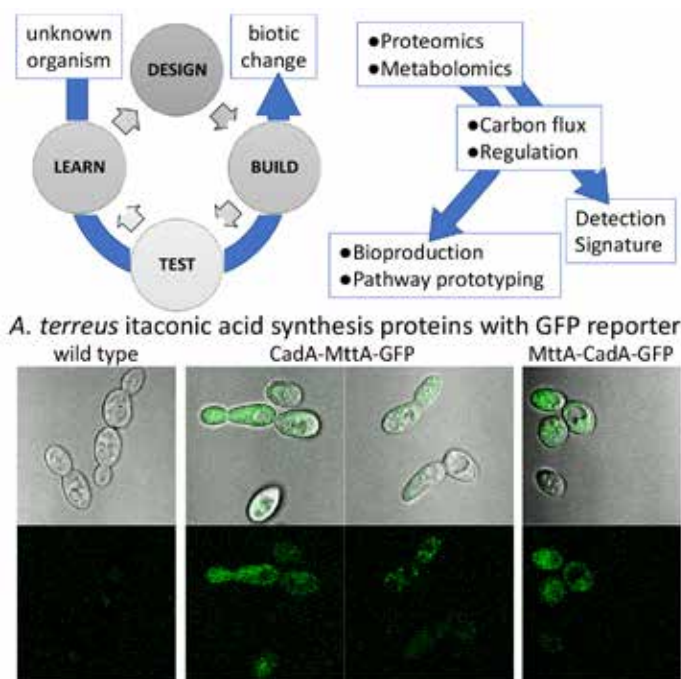 unknown
organism
biotic
change
DESIGN
LEARN
BUILD
TEST
●Proteomics
●Metabolomics
●Carbon flux
●Regulation
Detection
Signature
●Bioproduction
●Pathway prototyping
A. terreus itaconic acid synthesis proteins with GFP reporter
wild type
CadA-MttA-GFP
MttA-CadA-GFP